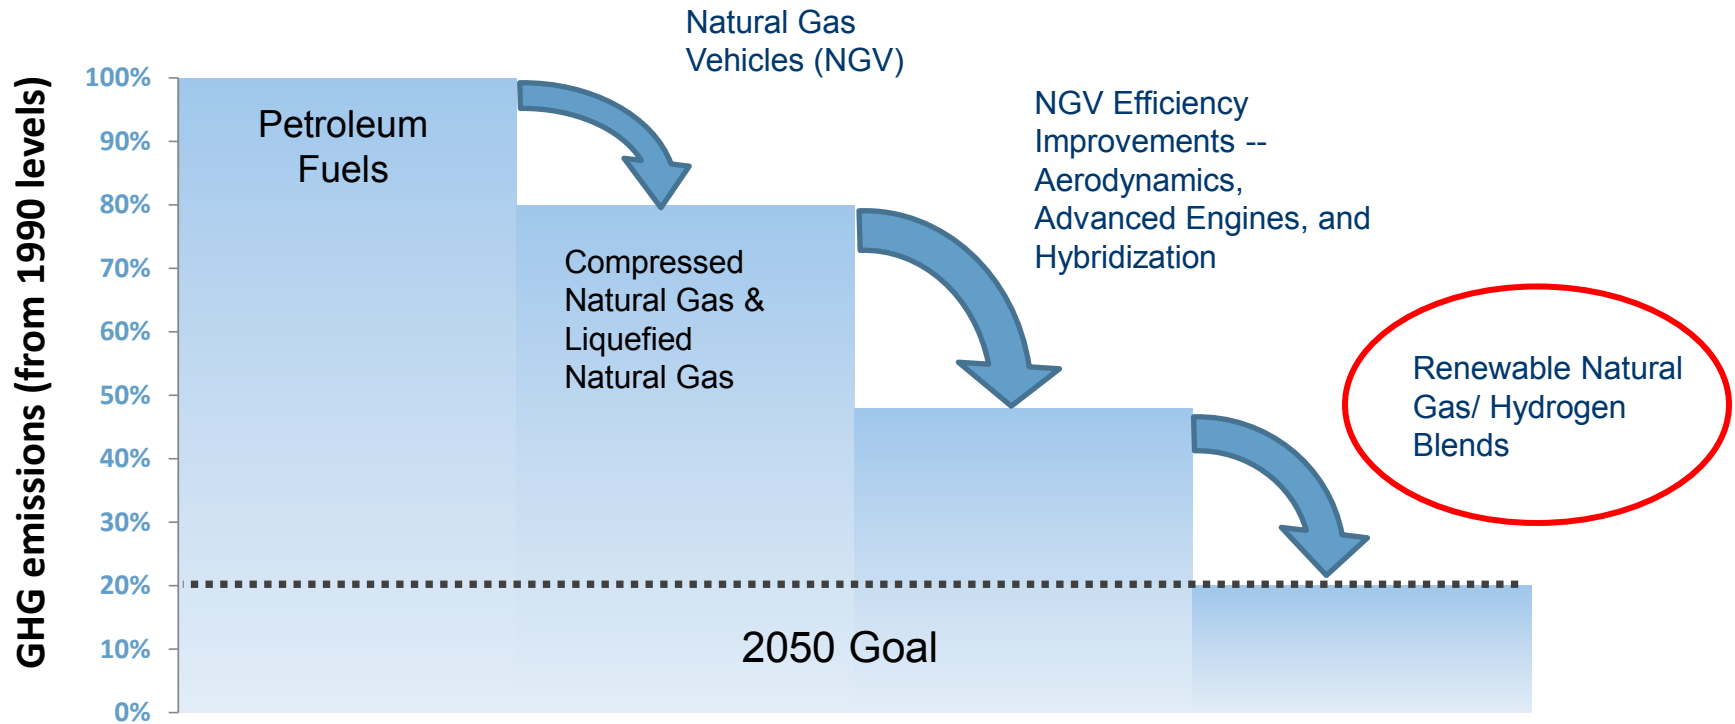 Natural Gas
Vehicles (NGV)
GHG emissions (from 1990 levels)
100%
90%
80%
70%
60%
50%
40%
30%
20%
10%
0%
Petroleum
Fuels
Compressed
Natural Gas &
Liquefied
Natural Gas
NGV Efficiency
Improvements --
Aerodynamics,
Advanced Engines, and
Hybridization
Renewable Natural
Gas/ Hydrogen
Blends
2050 Goal